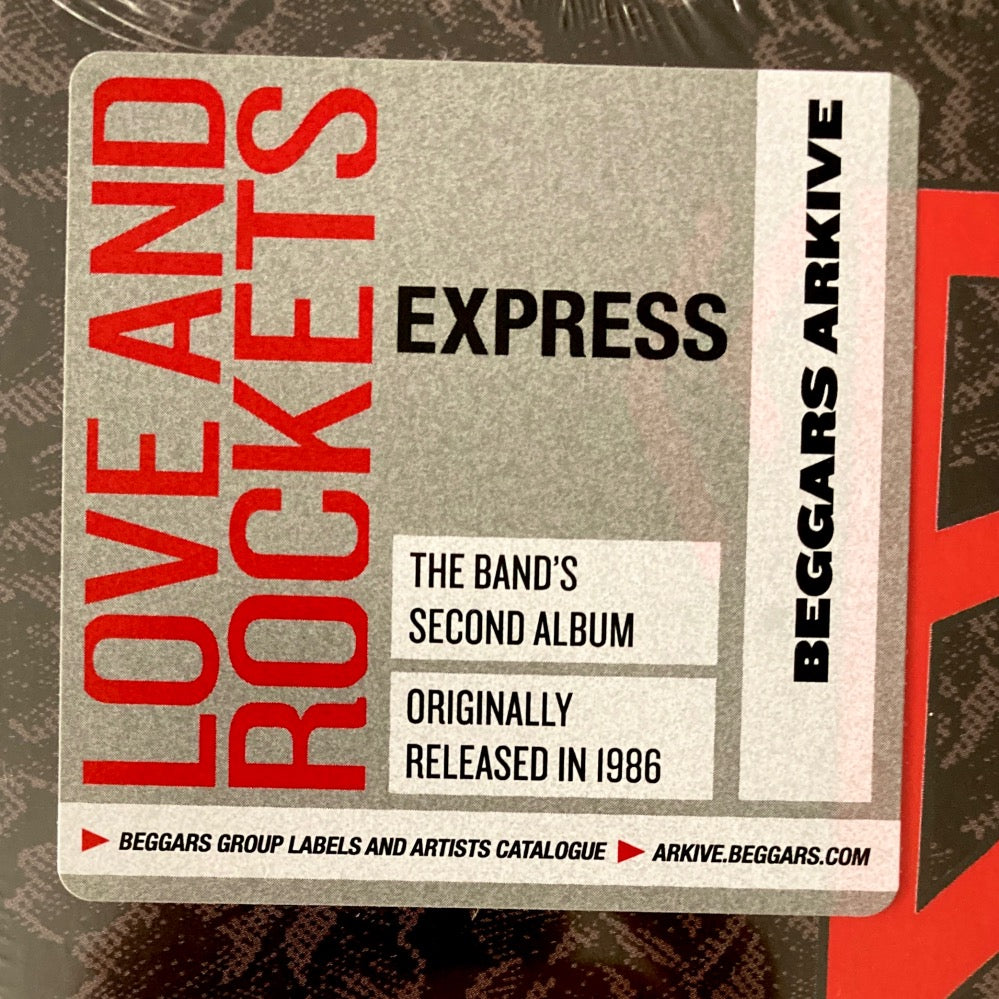 LOVE AND
ROCKETS
EXPRESS
THE BAND'S
SECOND ALBUM
ORIGINALLY
RELEASED IN 1986
BEGGARS ARKIVE
BEGGARS GROUP LABELS AND ARTISTS CATALOGUE
ARKIVE.BEGGARS.COM